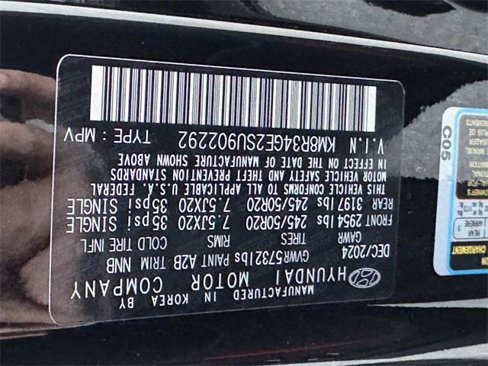 MANUFACTURED IN KOREA BY
HYUNDAI MOTOR COMPANY
DEC/2024 GVWR5732lbs PAINT A2B TRIM NNB
GAWR TIRES RIMS COLD TIRE INFL
FRONT 2954 lbs 245/50R20 7.5JX20 35psi SINGLE
REAR 3197 lbs 245/50R20 7.5JX20 35psi SINGLE
THIS VEHICLE CONFORMS TO ALL APPLICABLE U.S.A. FEDERAL
MOTOR VEHICLE SAFETY AND THEFT PREVENTION STANDARDS
IN EFFECT ON THE DATE OF MANUFACTURE SHOWN ABOVE
V.I.N KM8R34GE2SU902292 TYPE : MPV
C05